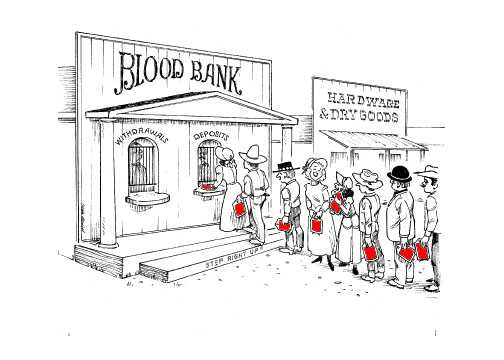 BLOOD BANK
HARDWARE
& DRY GOODS
WITHDRAWALS
DEPOSITS
STEP RIGHT UP!